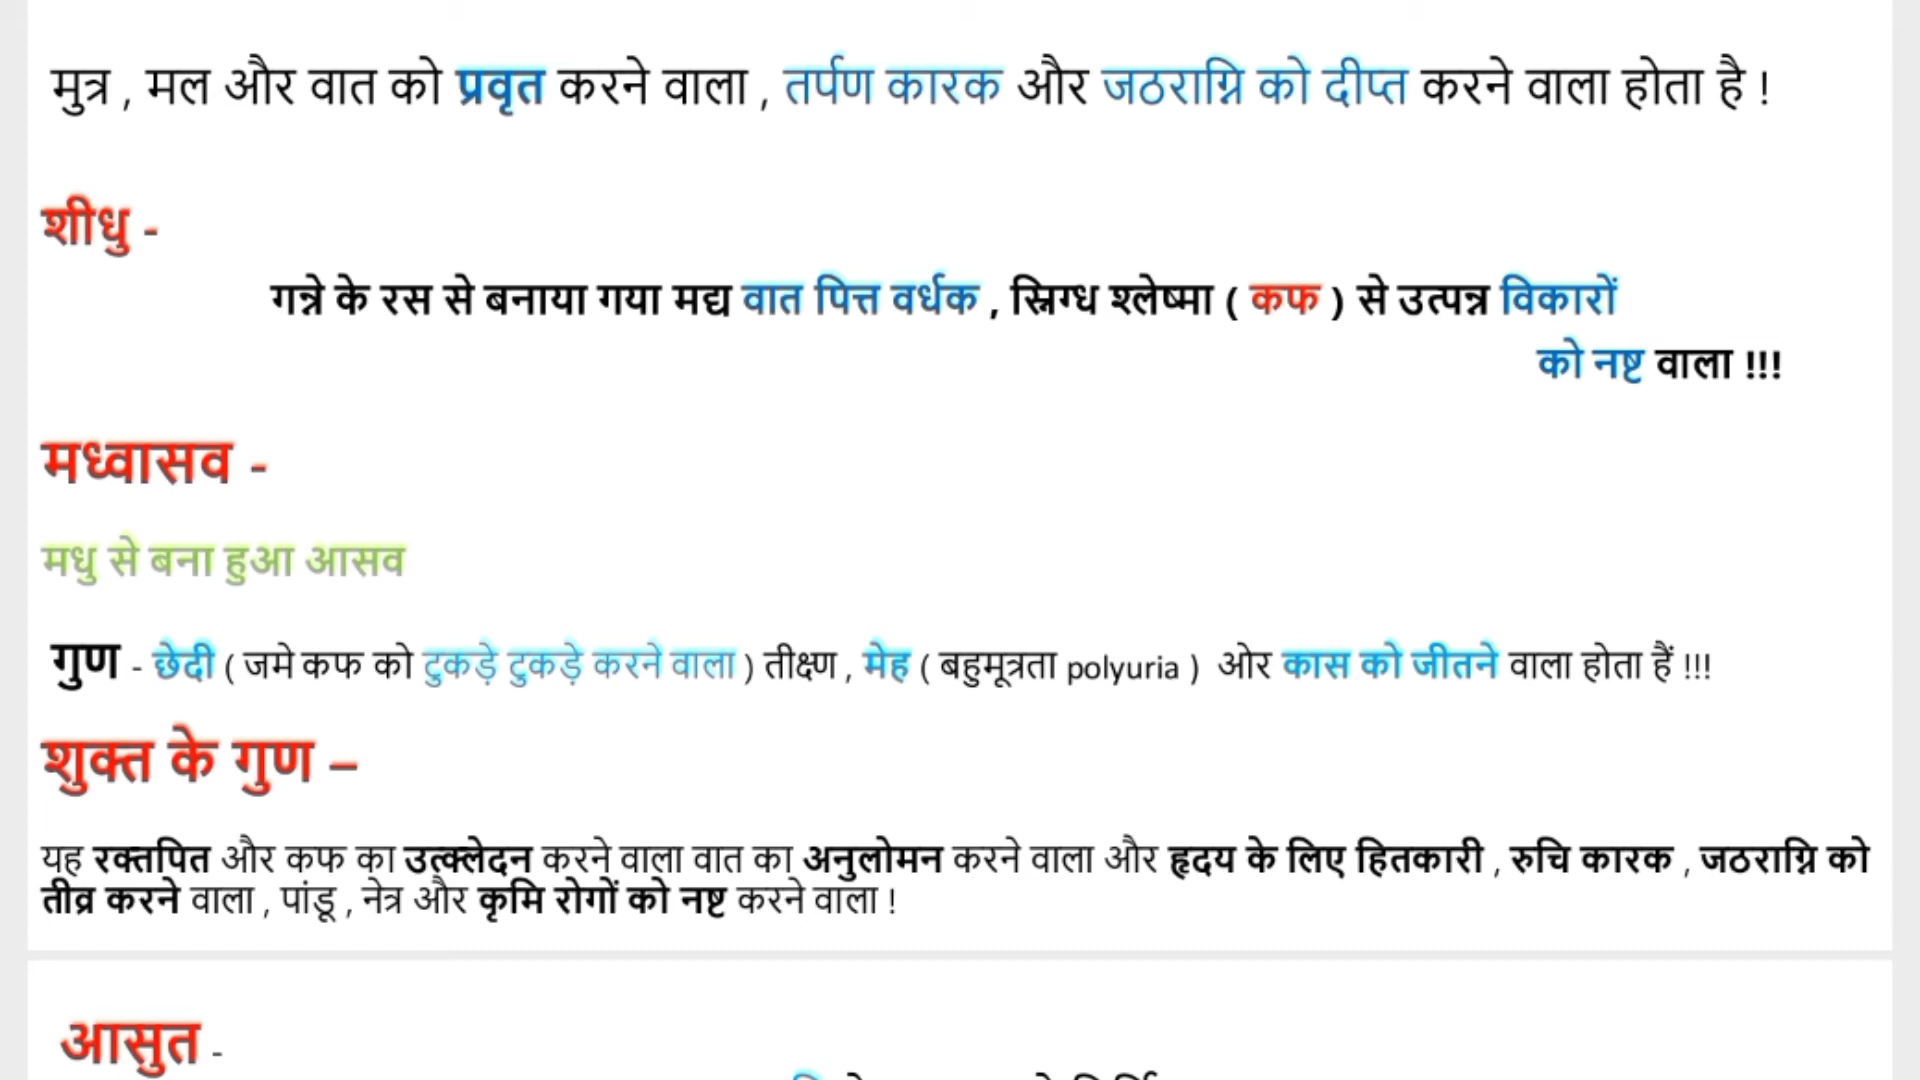 मुत्र , मल और वात को प्रवृत करने वाला , तर्पण कारक और जठराग्नि को दीप्त करने वाला होता है !
शीधु -
गन्ने के रस से बनाया गया मद्य वात पित्त वर्धक , स्निग्ध श्लेष्मा ( कफ ) से उत्पन्न विकारों
को नष्ट वाला !!!
मध्वासव -
मधु से बना हुआ आसव
गुण - छेदी ( जमे कफ को टुकड़े टुकड़े करने वाला ) तीक्ष्ण , मेह ( बहुमूत्रता polyuria ) ओर कास को जीतने वाला होता हैं !!!
शुक्त के गुण –
यह रक्तपित और कफ का उत्क्लेदन करने वाला वात का अनुलोमन करने वाला और हृदय के लिए हितकारी , रुचि कारक , जठराग्नि को
तीव्र करने वाला , पांडू , नेत्र और कृमि रोगों को नष्ट करने वाला !
आसुत -